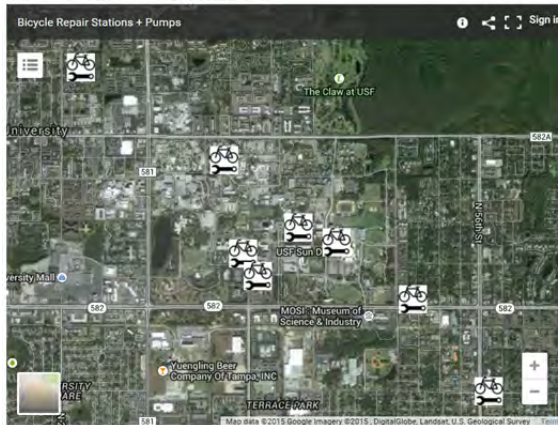 Bicycle Repair Stations + Pumps
Sign in
The Claw at USF
University
582A
581
N 56th St
USF Sun D
versity Mall
582
582
582
MOSI - Museum of
Science & Industry
Yuengling Beer
Company Of Tampa, INC
VERSITY
ARE
TERRACE PARK
581
Map data ©2015 Google Imagery ©2015 , DigitalGlobe, Landsat, U.S. Geological Survey